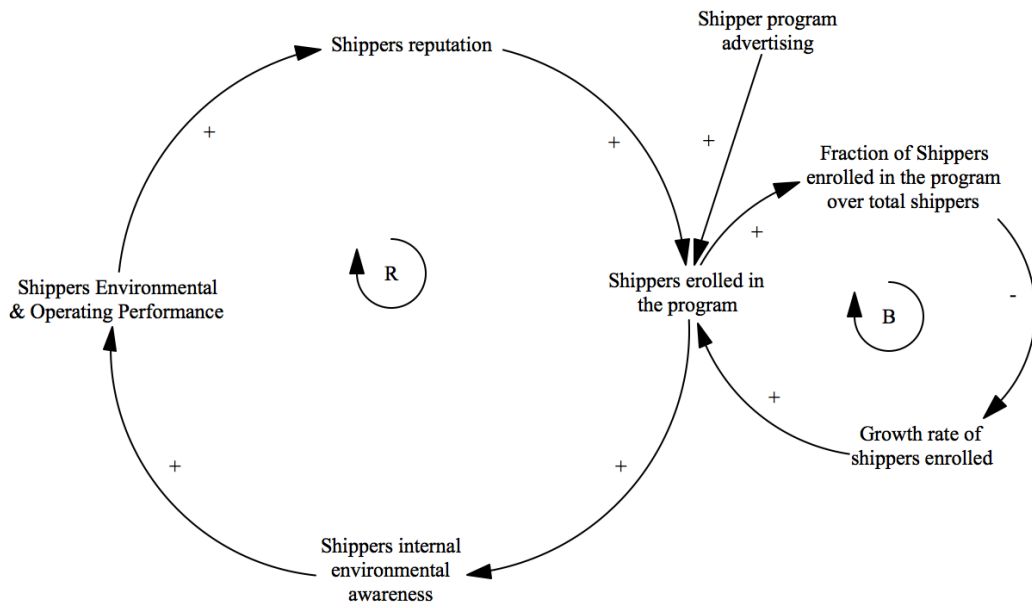 Shippers reputation
+
+
R
Shippers Environmental
& Operating Performance
+
Shippers internal
environmental
awareness
+
Shipper program
advertising
+
Shippers erolled in
the program
+
Fraction of Shippers
enrolled in the program
over total shippers
-
B
+
Growth rate of
shippers enrolled